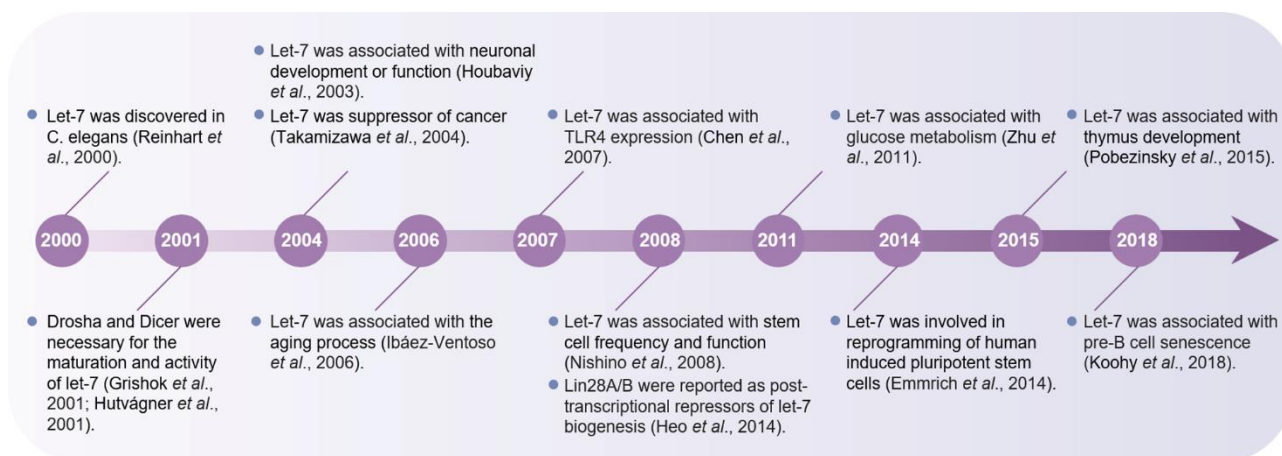 Let-7 was associated with neuronal
development or function (Houbaviy
et al., 2003).
Let-7 was discovered in
C. elegans (Reinhart et
al., 2000).
Let-7 was suppressor of cancer
(Takamizawa et al., 2004).
Let-7 was associated with
TLR4 expression (Chen et al.,
2007).
Let-7 was associated with
glucose metabolism (Zhu et
al., 2011).
Let-7 was associated with
thymus development
(Pobezinsky et al., 2015).
2000 2001 2004 2006 2007 2008 2011 2014 2015 2018
Drosha and Dicer were
necessary for the
maturation and activity
of let-7 (Grishok et al.,
2001; Hutvágner et al.,
2001).
Let-7 was associated with the
aging process (Ibáez-Ventoso
et al., 2006).
Let-7 was associated with stem
cell frequency and function
(Nishino et al., 2008).
Lin28A/B were reported as post-
transcriptional repressors of let-7
biogenesis (Heo et al., 2014).
Let-7 was involved in
reprogramming of human
induced pluripotent stem
cells (Emmrich et al., 2014).
Let-7 was associated with
pre-B cell senescence
(Koohy et al., 2018).